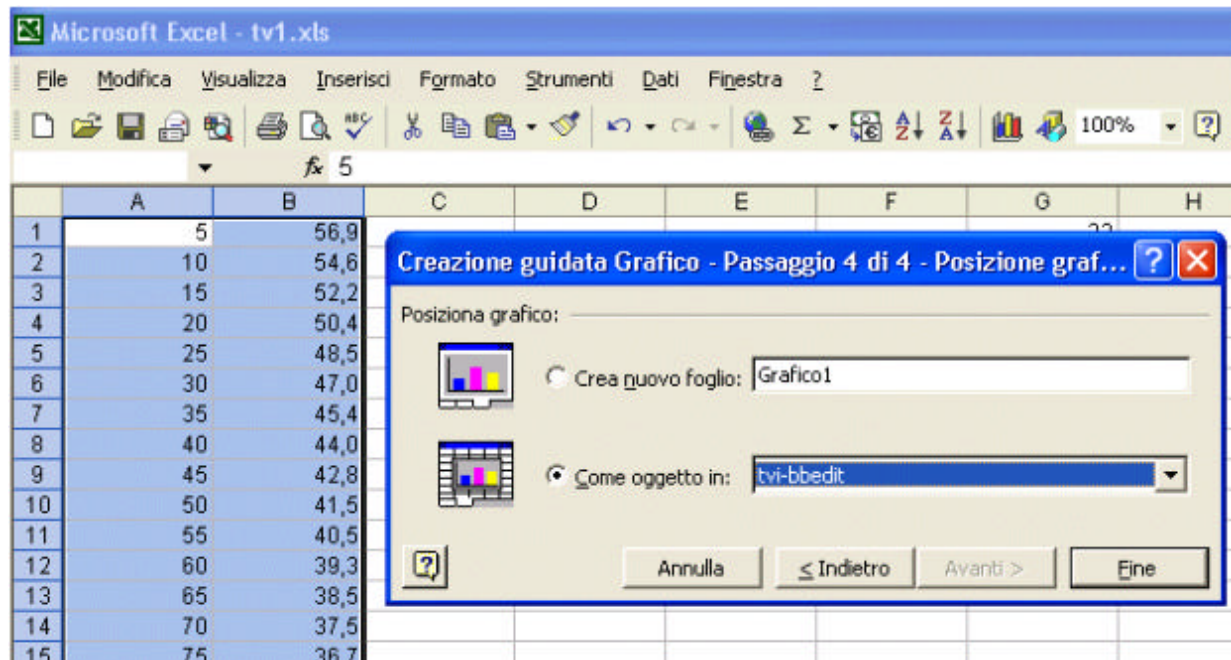 Microsoft Excel - tv1.xls
File Modifica Visualizza Inserisci Formato Strumenti Dati Finestra ?
100%
fx 5
A B C D E F G H
1 5 56,9
2 10 54,6
3 15 52,2
4 20 50,4
5 25 48,5
6 30 47,0
7 35 45,4
8 40 44,0
9 45 42,8
10 50 41,5
11 55 40,5
12 60 39,3
13 65 38,5
14 70 37,5
15 75 36,7
Creazione guidata Grafico - Passaggio 4 di 4 - Posizione graf...
Posiziona grafico:
Crea nuovo foglio: Grafico1
Come oggetto in: tvi-bbedit
Annulla < Indietro Avanti > Fine